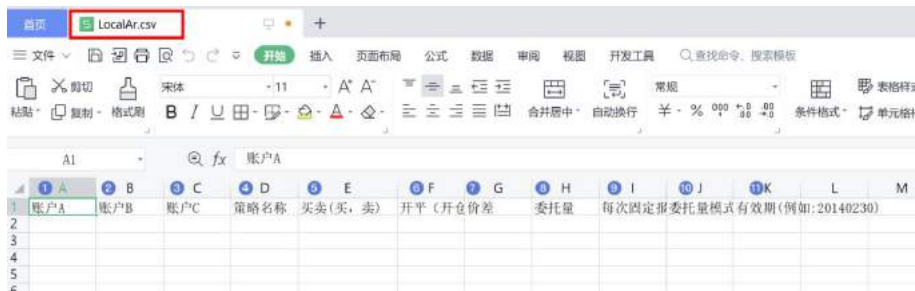 首页 LocalAr.csv
文件 开始 插入 页面布局 公式 数据 审阅 视图 开发工具 查找命令、搜索模板
剪切 宋体 11 A⁺ A⁻ 常规 表格样式
粘贴 复制 格式刷 B I U A 合并居中 自动换行 ¥ % 000 条件格式 单元格
A1 fx 账户A
1 A 2 B 3 C 4 D 5 E 6 F 7 G 8 H 9 I 10 J 11 K L M
1 账户A 账户B 账户C 策略名称 买卖(买，卖) 开平（开仓 价差 委托量 每次固定报 委托量模式 有效期(例如:20140230)
2
3
4
5
6